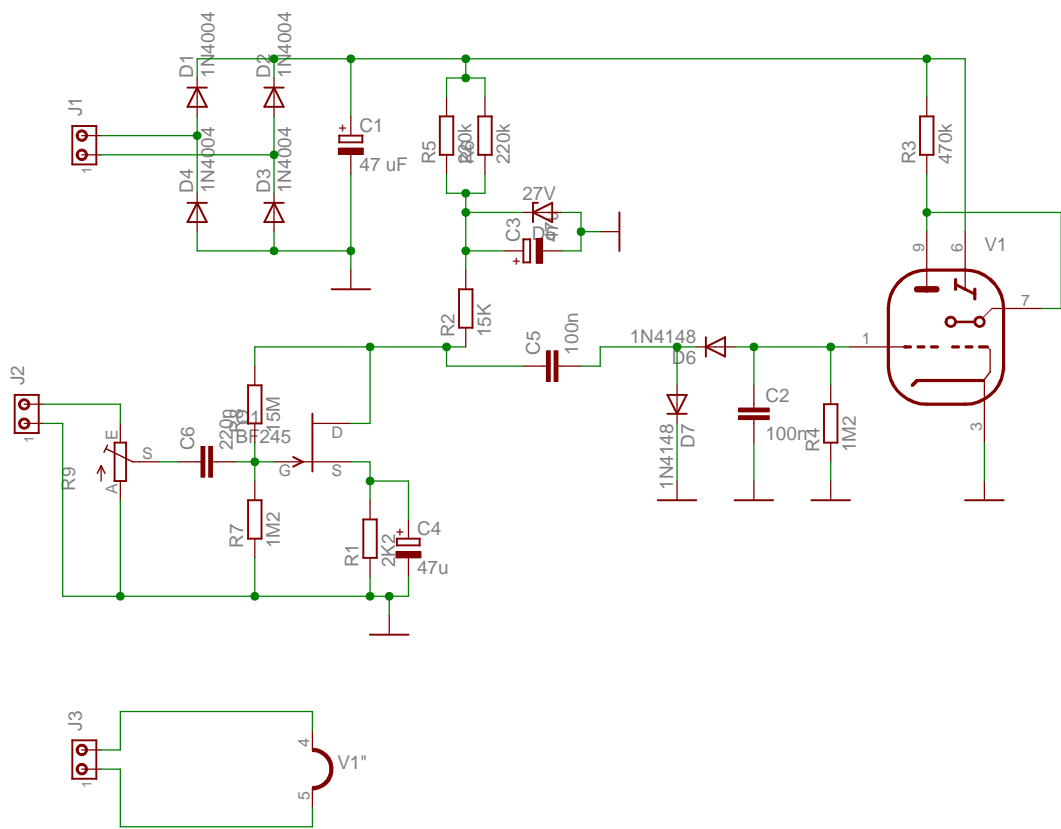 D1
1N4004
D2
1N4004
J1
1
D4
1N4004
D3
1N4004
C1
47 uF
+
R5
R6
220k
27V
C3
+
R3
470k
9
6
V1
7
1
3
R2
15K
C5
100n
1N4148
D6
1N4148
D7
C2
100n
R4
1M2
J2
1
R9
E
S
A
C6
220n
15M
BF245
D
G
S
R7
1M2
R1
2K2
+
C4
47u
J3
1
4
5
V1"